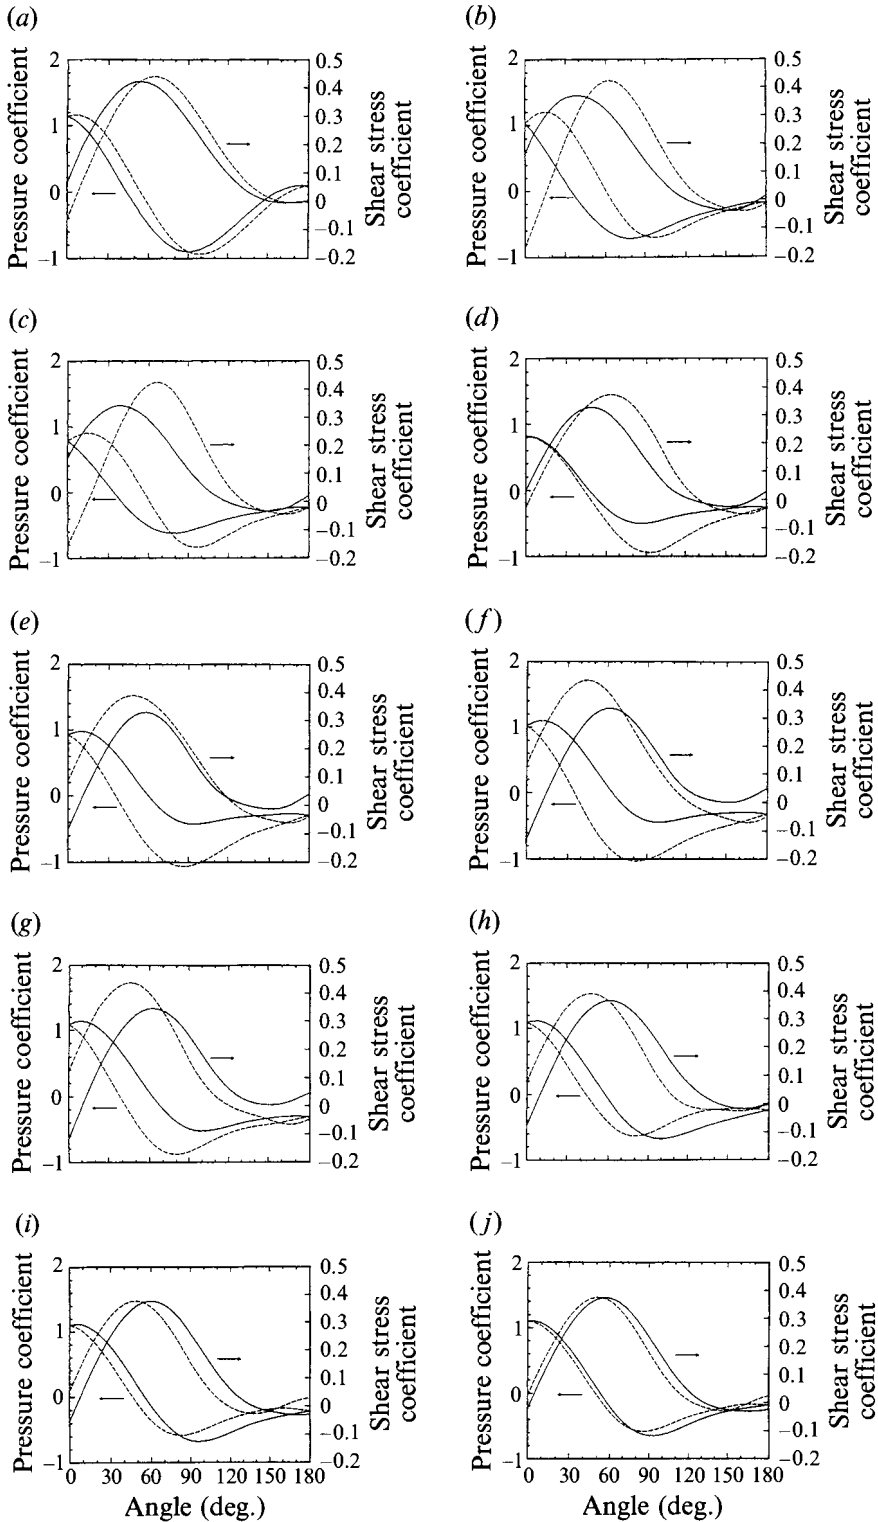 (a)
Pressure coefficient
2
1
0
−1
0.5
0.4
0.3
0.2
0.1
0
−0.1
−0.2
Shear stress
coefficient
(b)
Pressure coefficient
2
1
0
−1
0.5
0.4
0.3
0.2
0.1
0
−0.1
−0.2
Shear stress
coefficient
(c)
Pressure coefficient
2
1
0
−1
0.5
0.4
0.3
0.2
0.1
0
−0.1
−0.2
Shear stress
coefficient
(d)
Pressure coefficient
2
1
0
−1
0.5
0.4
0.3
0.2
0.1
0
−0.1
−0.2
Shear stress
coefficient
(e)
Pressure coefficient
2
1
0
−1
0.5
0.4
0.3
0.2
0.1
0
−0.1
−0.2
Shear stress
coefficient
(f)
Pressure coefficient
2
1
0
−1
0.5
0.4
0.3
0.2
0.1
0
−0.1
−0.2
Shear stress
coefficient
(g)
Pressure coefficient
2
1
0
−1
0.5
0.4
0.3
0.2
0.1
0
−0.1
−0.2
Shear stress
coefficient
(h)
Pressure coefficient
2
1
0
−1
0.5
0.4
0.3
0.2
0.1
0
−0.1
−0.2
Shear stress
coefficient
(i)
Pressure coefficient
2
1
0
−1
0.5
0.4
0.3
0.2
0.1
0
−0.1
−0.2
Shear stress
coefficient
0 30 60 90 120 150 180
Angle (deg.)
(j)
Pressure coefficient
2
1
0
−1
0.5
0.4
0.3
0.2
0.1
0
−0.1
−0.2
Shear stress
coefficient
0 30 60 90 120 150 180
Angle (deg.)